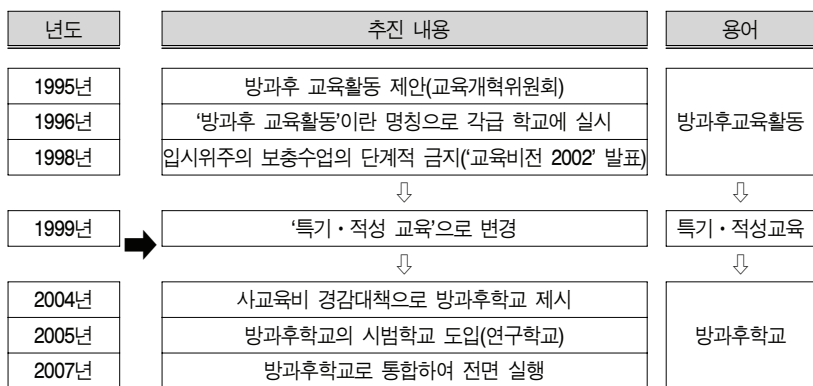 년도 추진 내용 용어
1995년 방과후 교육활동 제안(교육개혁위원회)
1996년 ‘방과후 교육활동’이란 명칭으로 각급 학교에 실시 방과후교육활동
1998년 입시위주의 보충수업의 단계적 금지(‘교육비전 2002’ 발표)
⇩ ⇩
1999년 ‘특기・적성 교육’으로 변경 특기・적성교육
⇩ ⇩
2004년 사교육비 경감대책으로 방과후학교 제시
2005년 방과후학교의 시범학교 도입(연구학교) 방과후학교
2007년 방과후학교로 통합하여 전면 실행